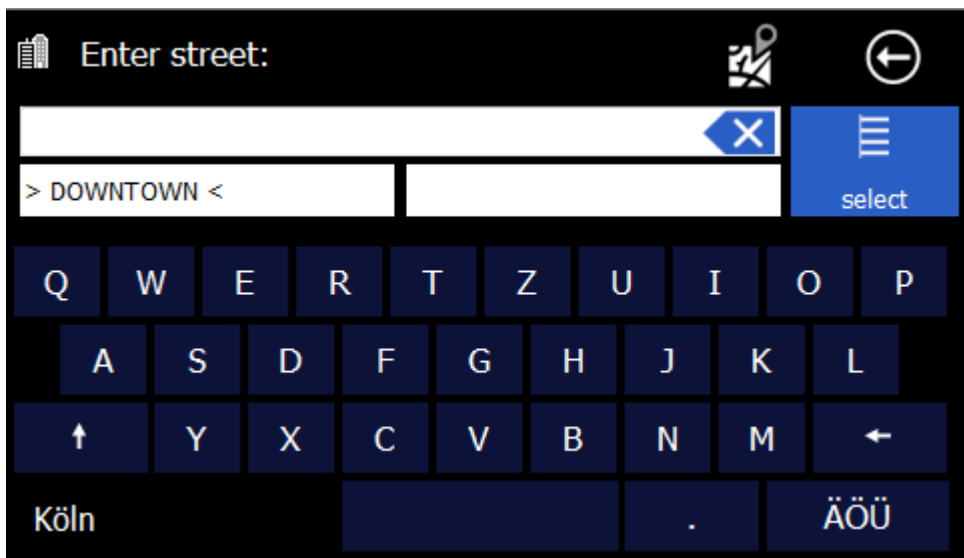 Enter street:
> DOWNTOWN <
select
Q W E R T Z U I O P
A S D F G H J K L
Y X C V B N M
Köln . ÄÖÜ